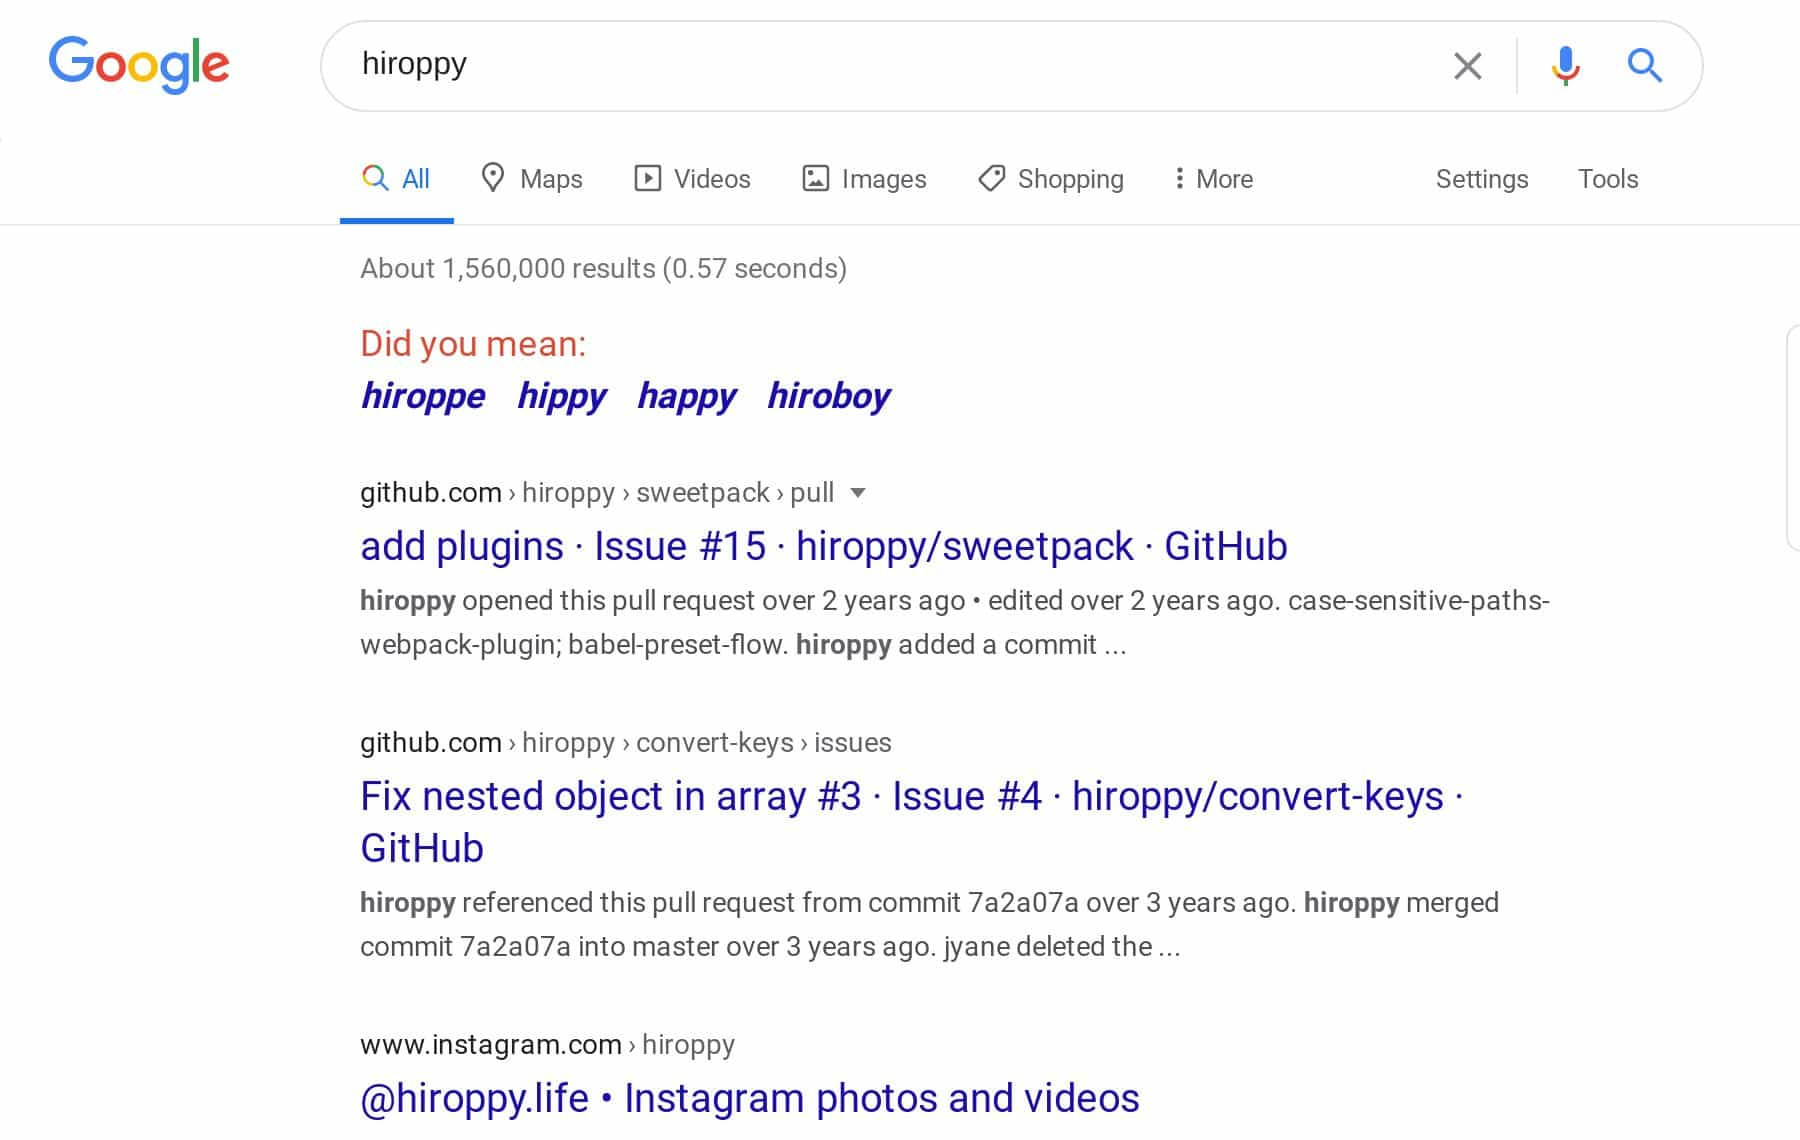 Google
hiroppy
All Maps Videos Images Shopping More Settings Tools
About 1,560,000 results (0.57 seconds)
Did you mean:
hiroppe hippy happy hiroboy
github.com › hiroppy › sweetpack › pull
add plugins · Issue #15 · hiroppy/sweetpack · GitHub
hiroppy opened this pull request over 2 years ago • edited over 2 years ago. case-sensitive-paths-
webpack-plugin; babel-preset-flow. hiroppy added a commit ...
github.com › hiroppy › convert-keys › issues
Fix nested object in array #3 · Issue #4 · hiroppy/convert-keys ·
GitHub
hiroppy referenced this pull request from commit 7a2a07a over 3 years ago. hiroppy merged
commit 7a2a07a into master over 3 years ago. jyane deleted the ...
www.instagram.com › hiroppy
@hiroppy.life • Instagram photos and videos